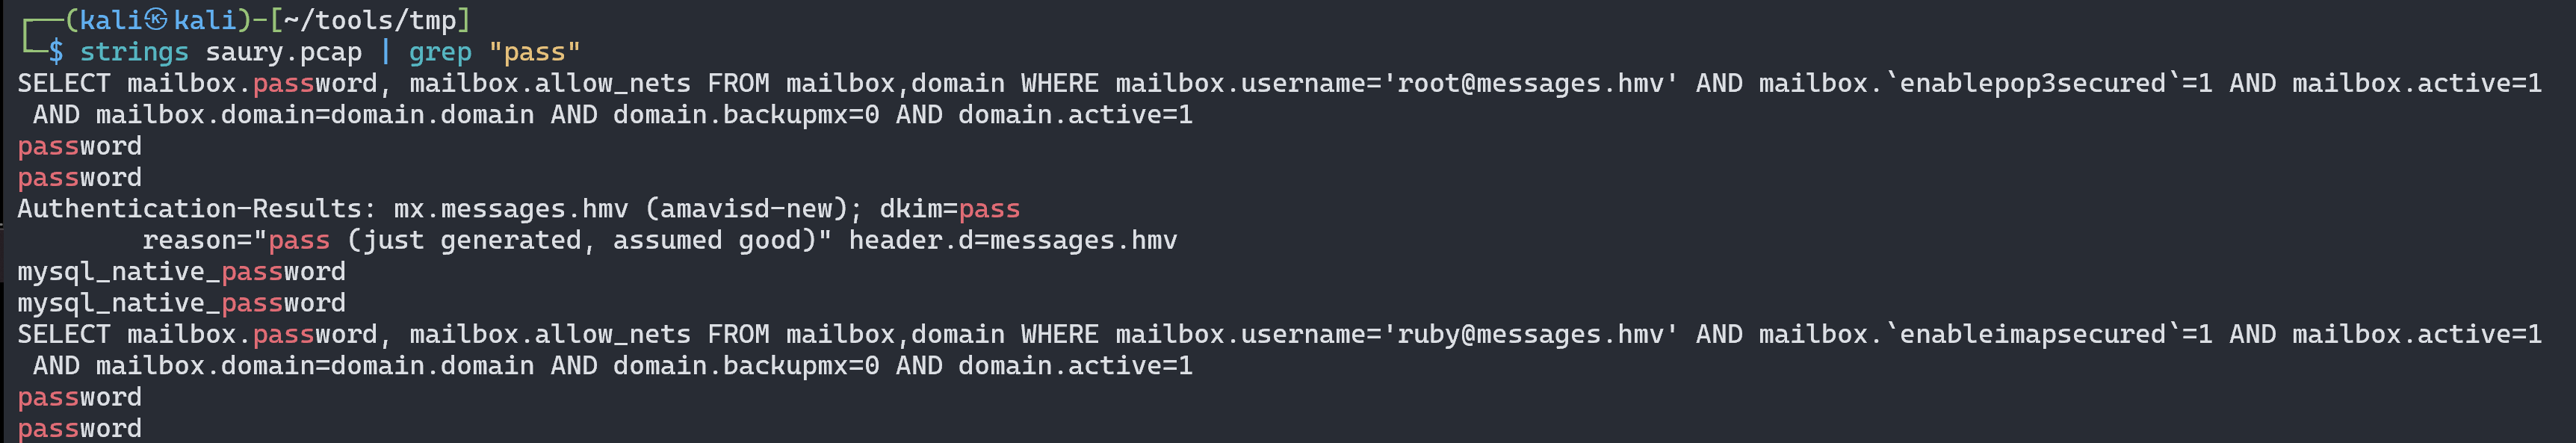 ┌──(kali㉿kali)-[~/tools/tmp]
└─$ strings saury.pcap | grep "pass"
SELECT mailbox.password, mailbox.allow_nets FROM mailbox,domain WHERE mailbox.username='root@messages.hmv' AND mailbox.`enablepop3secured`=1 AND mailbox.active=1
 AND mailbox.domain=domain.domain AND domain.backupmx=0 AND domain.active=1
password
password
Authentication-Results: mx.messages.hmv (amavisd-new); dkim=pass
        reason="pass (just generated, assumed good)" header.d=messages.hmv
mysql_native_password
mysql_native_password
SELECT mailbox.password, mailbox.allow_nets FROM mailbox,domain WHERE mailbox.username='ruby@messages.hmv' AND mailbox.`enableimapsecured`=1 AND mailbox.active=1
 AND mailbox.domain=domain.domain AND domain.backupmx=0 AND domain.active=1
password
password